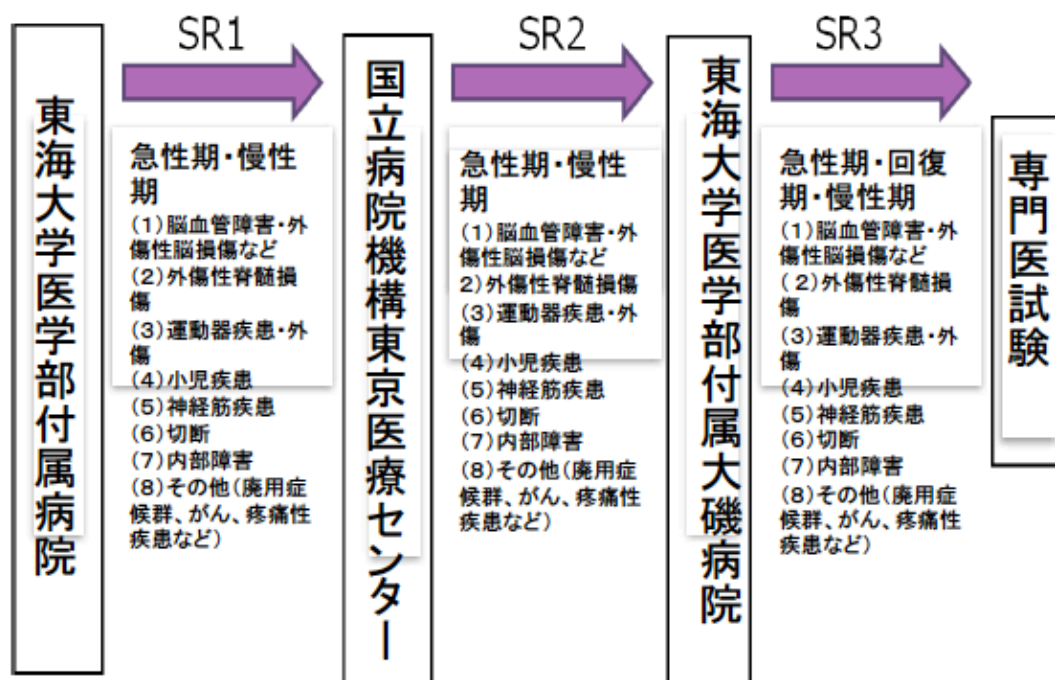 東海大学医学部付属病院
SR1
急性期・慢性
期
(1)脳血管障害・外
傷性脳損傷など
(2)外傷性脊髄損
傷
(3)運動器疾患・外
傷
(4)小児疾患
(5)神経筋疾患
(6)切断
(7)内部障害
(8)その他(廃用症
候群、がん、疼痛性
疾患など)
国立病院機構東京医療センター
SR2
急性期・慢性
期
(1)脳血管障害・外
傷性脳損傷など
2)外傷性脊髄損傷
(3)運動器疾患・外
傷
(4)小児疾患
(5)神経筋疾患
(6)切断
(7)内部障害
(8)その他(廃用症
候群、がん、疼痛性
疾患など)
東海大学医学部付属大磯病院
SR3
急性期・回復
期・慢性期
(1)脳血管障害・外
傷性脳損傷など
( 2)外傷性脊髄損
傷
(3)運動器疾患・外
傷
(4)小児疾患
(5)神経筋疾患
(6)切断
(7)内部障害
(8)その他(廃用症
候群、がん、疼痛性
疾患など)
専門医試験